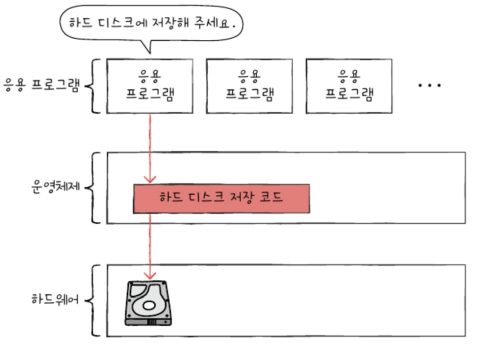 하드 디스크에 저장해 주세요.
응용 프로그램
응용
프로그램
응용
프로그램
응용
프로그램
...
운영체제
하드 디스크 저장 코드
하드웨어